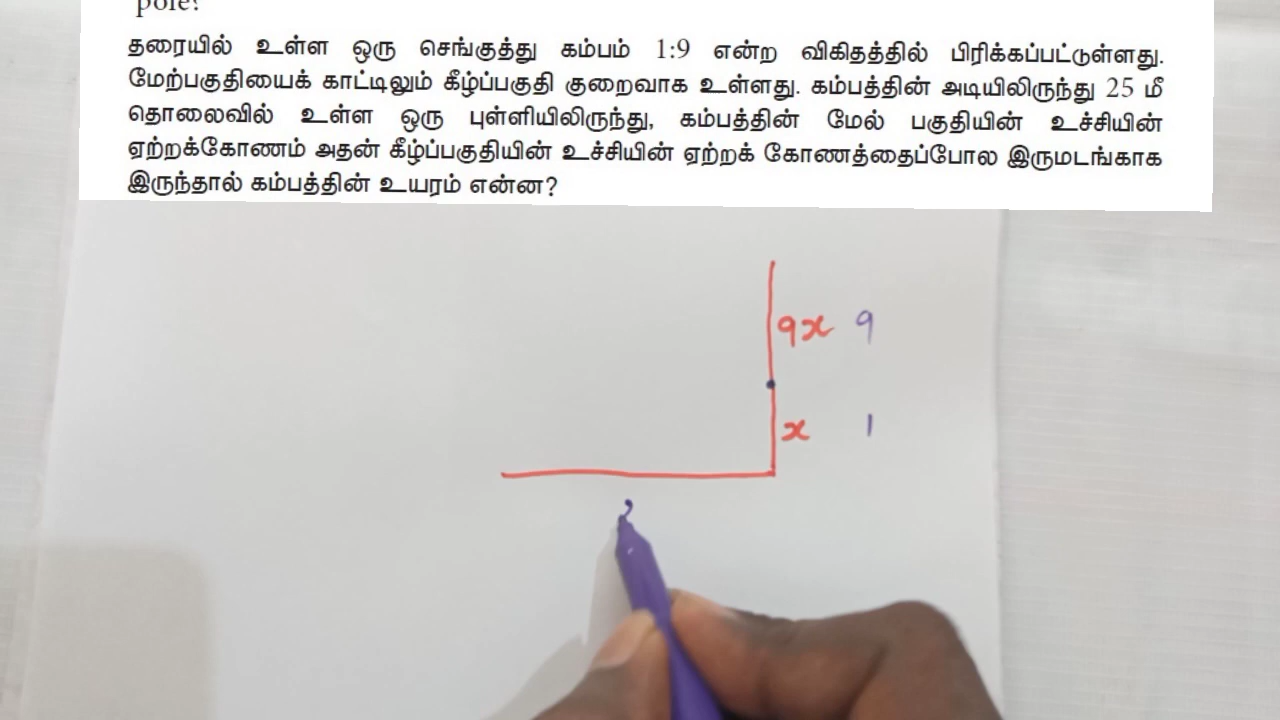 pole?
தரையில் உள்ள ஒரு செங்குத்து கம்பம் 1:9 என்ற விகிதத்தில் பிரிக்கப்பட்டுள்ளது.
மேற்பகுதியைக் காட்டிலும் கீழ்ப்பகுதி குறைவாக உள்ளது. கம்பத்தின் அடியிலிருந்து 25 மீ
தொலைவில் உள்ள ஒரு புள்ளியிலிருந்து, கம்பத்தின் மேல் பகுதியின் உச்சியின்
ஏற்றக்கோணம் அதன் கீழ்ப்பகுதியின் உச்சியின் ஏற்றக் கோணத்தைப்போல இருமடங்காக
இருந்தால் கம்பத்தின் உயரம் என்ன?
9x 9
x 1